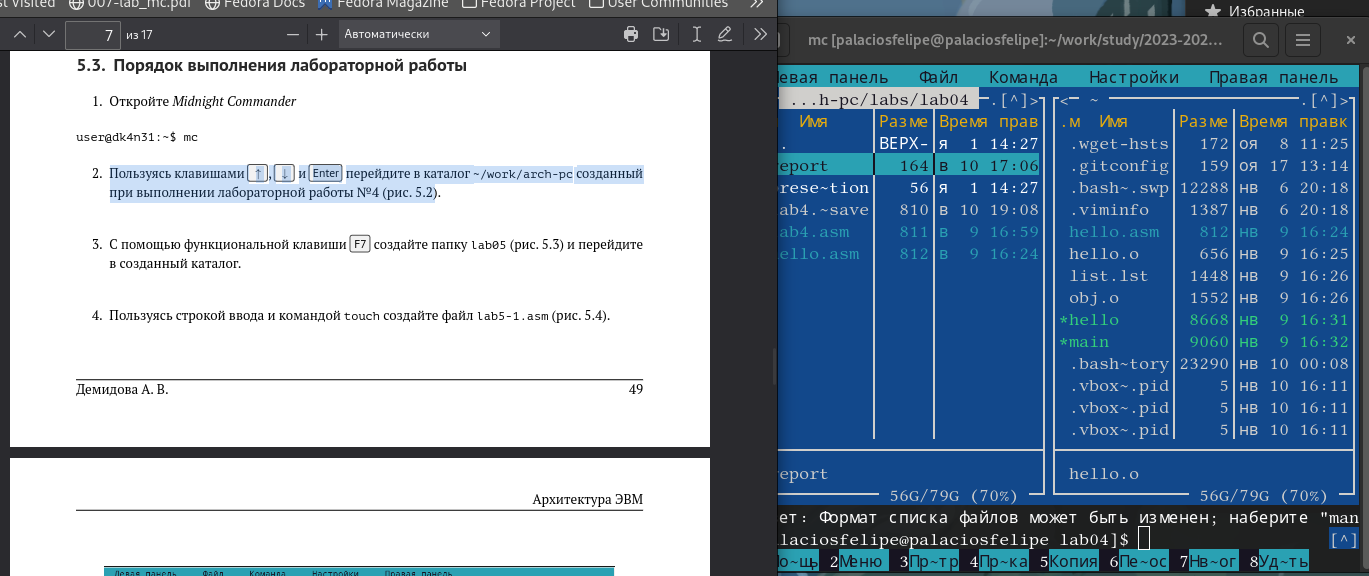 st Visited 007-lab_mc.pdf Fedora Docs Fedora Magazine Fedora Project User Communities >>
7 из 17 Автоматически
5.3. Порядок выполнения лабораторной работы
1. Откройте Midnight Commander
user@dk4n31:~$ mc
2. Пользуясь клавишами ↑, ↓ и Enter перейдите в каталог ~/work/arch-pc созданный
при выполнении лабораторной работы №4 (рис. 5.2).
3. С помощью функциональной клавиши F7 создайте папку lab05 (рис. 5.3) и перейдите
в созданный каталог.
4. Пользуясь строкой ввода и командой touch создайте файл lab5-1.asm (рис. 5.4).
Демидова А. В. 49
Архитектура ЭВМ
Левая панель Файл Команда Настройки Правая панель
Избранные
mc [palaciosfelipe@palaciosfelipe]:~/work/study/2023-202...
Левая панель Файл Команда Настройки Правая панель
...h-pc/labs/lab04 .[^]>
Имя Разме Время прав
. ВЕРХ- я 1 14:27
report 164 в 10 17:06
prese~tion 56 я 1 14:27
lab4.~save 810 в 10 19:08
lab4.asm 811 в 9 16:59
hello.asm 812 в 9 16:24
report
56G/79G (70%)
<- ~ .[^]>
.м Имя Разме Время правк
.wget-hsts 172 оя 8 11:25
.gitconfig 159 оя 17 13:14
.bash~.swp 12288 нв 6 20:18
.viminfo 1387 нв 6 20:18
hello.asm 812 нв 9 16:24
hello.o 656 нв 9 16:25
list.lst 1448 нв 9 16:26
obj.o 1552 нв 9 16:26
*hello 8668 нв 9 16:31
*main 9060 нв 9 16:32
.bash~tory 23290 нв 10 00:08
.vbox~.pid 5 нв 10 16:11
.vbox~.pid 5 нв 10 16:11
.vbox~.pid 5 нв 10 16:11
hello.o
56G/79G (70%)
ет: Формат списка файлов может быть изменен; наберите "man
alaciosfelipe@palaciosfelipe lab04]$ [^]
По~щь 2Меню 3Пр~тр 4Пр~ка 5Копия 6Пе~ос 7Нв~ог 8Уд~ть